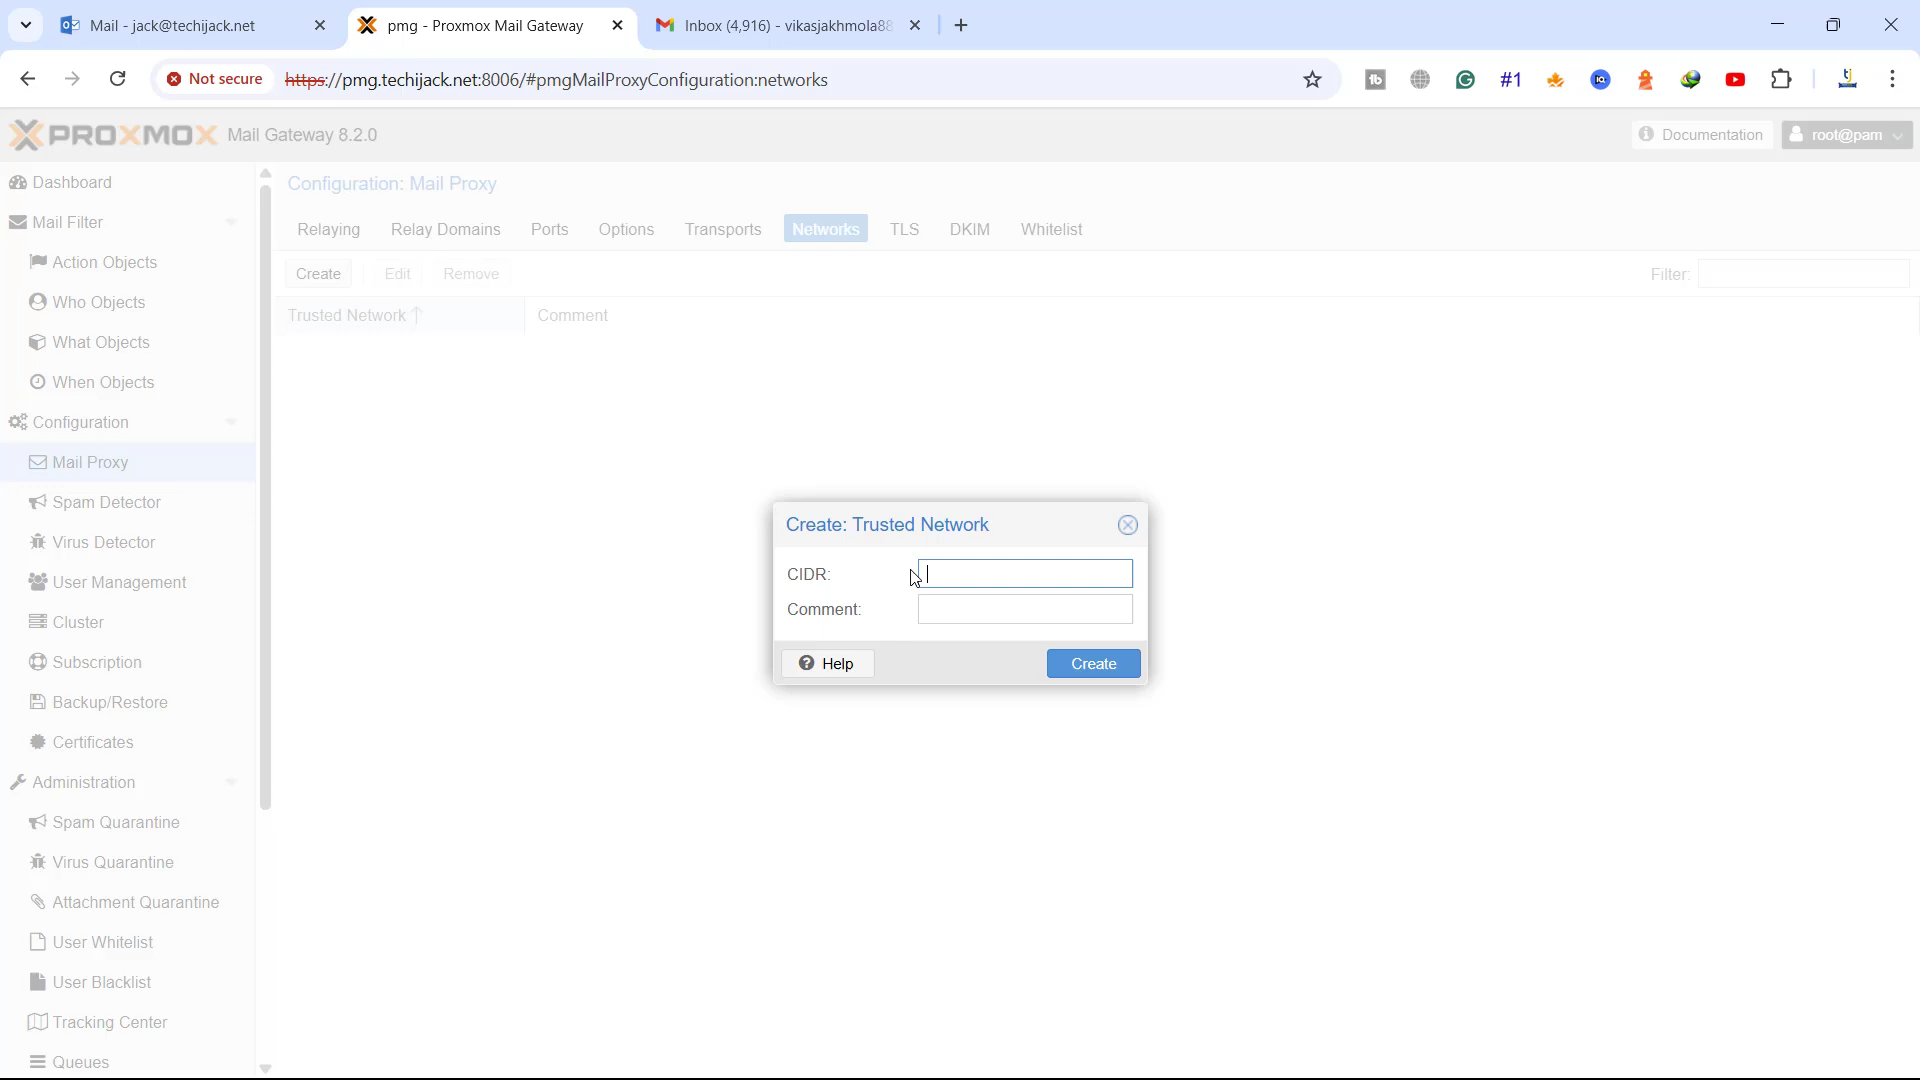 Mail - jack@techijack.net
pmg - Proxmox Mail Gateway
Inbox (4,916) - vikasjakhmola88
Not secure
https://pmg.techijack.net:8006/#pmgMailProxyConfiguration:networks
#1
PROXMOX Mail Gateway 8.2.0
Documentation
root@pam
Dashboard
Mail Filter
Action Objects
Who Objects
What Objects
When Objects
Configuration
Mail Proxy
Spam Detector
Virus Detector
User Management
Cluster
Subscription
Backup/Restore
Certificates
Administration
Spam Quarantine
Virus Quarantine
Attachment Quarantine
User Whitelist
User Blacklist
Tracking Center
Queues
Configuration: Mail Proxy
Relaying
Relay Domains
Ports
Options
Transports
Networks
TLS
DKIM
Whitelist
Create
Edit
Remove
Filter:
Trusted Network
Comment
Create: Trusted Network
CIDR:
Comment:
Help
Create